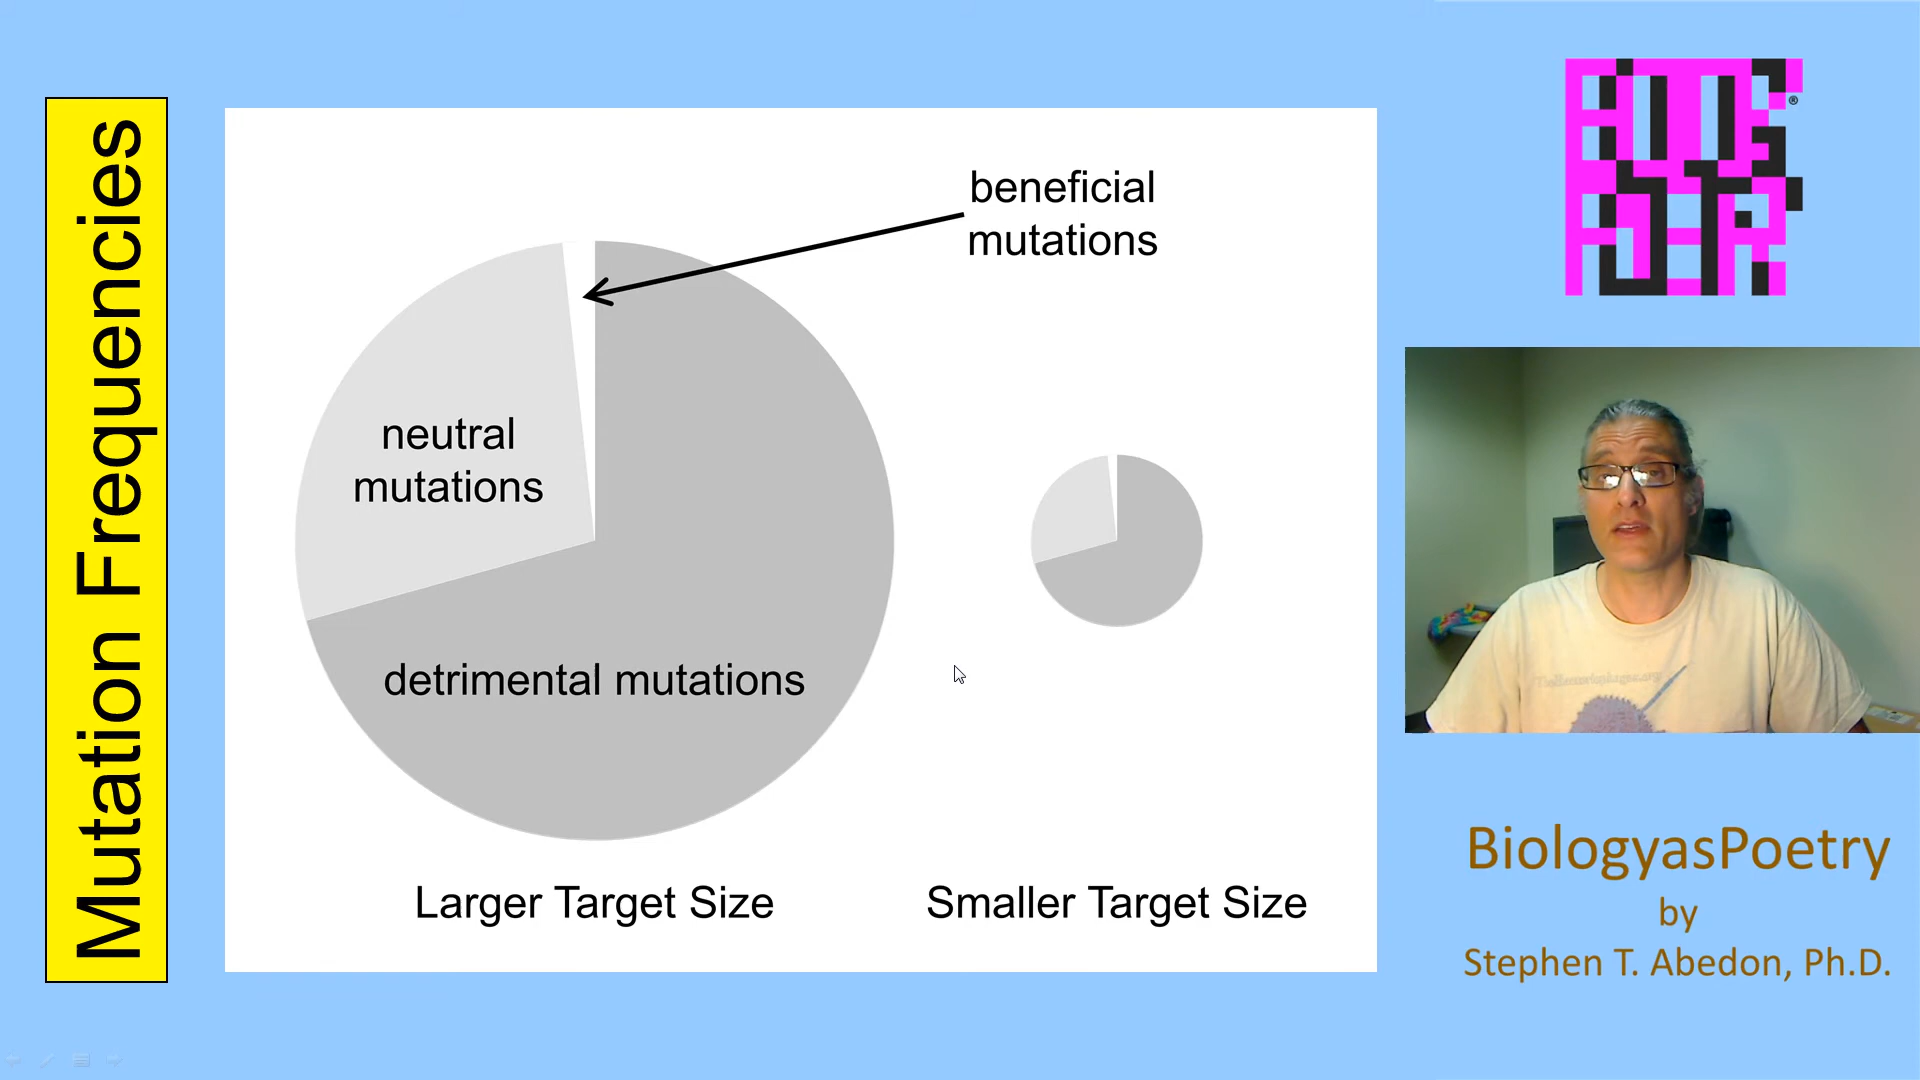 Mutation Frequencies
beneficial
mutations
neutral
mutations
detrimental mutations
Larger Target Size
Smaller Target Size
®
BiologyasPoetry
by
Stephen T. Abedon, Ph.D.